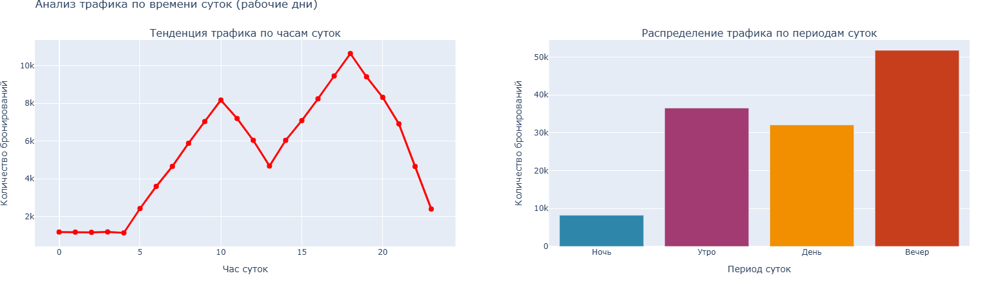 Анализ трафика по времени суток (рабочие дни)
Тенденция трафика по часам суток
Количество бронирований
10k
8k
6k
4k
2k
0
5
10
15
20
Час суток
Распределение трафика по периодам суток
Количество бронирований
50k
40k
30k
20k
10k
0
Ночь
Утро
День
Вечер
Период суток